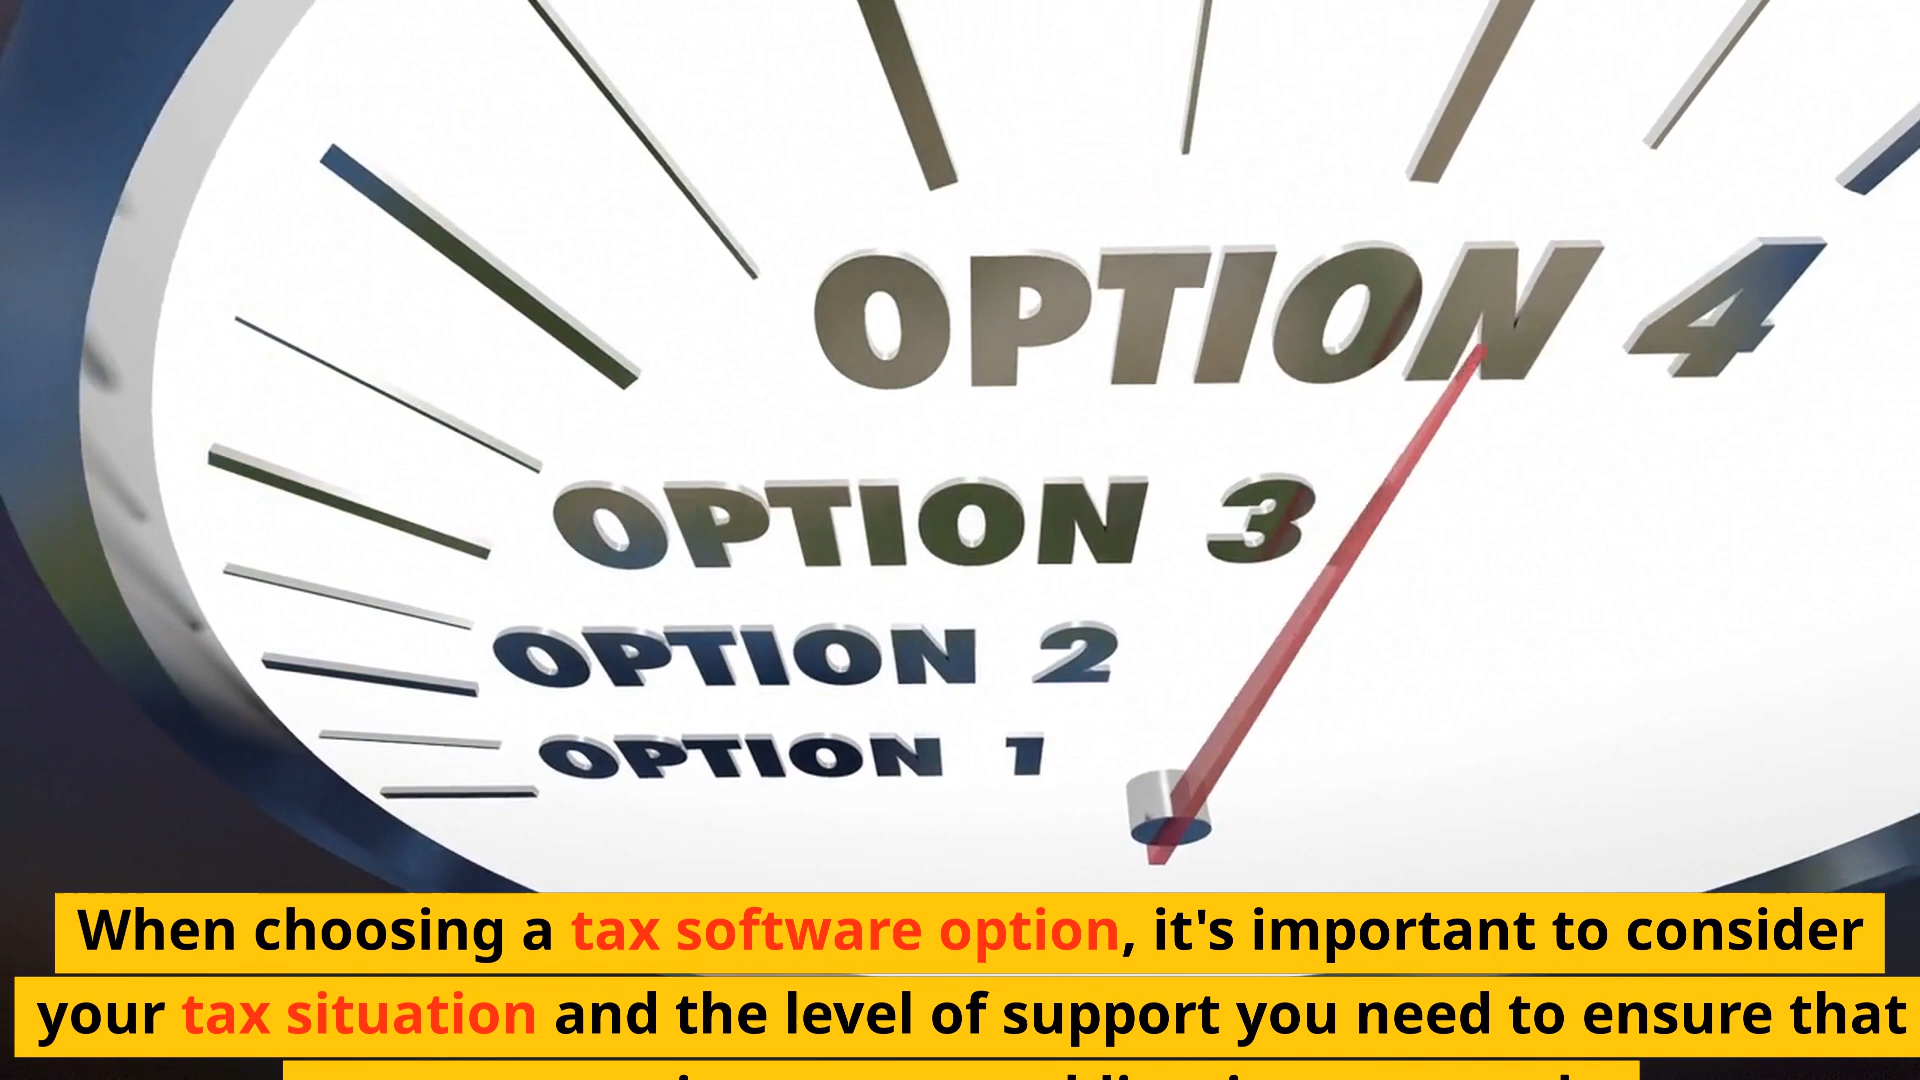 OPTION 4
OPTION 3
OPTION 2
OPTION 1
When choosing a tax software option, it's important to consider
your tax situation and the level of support you need to ensure that